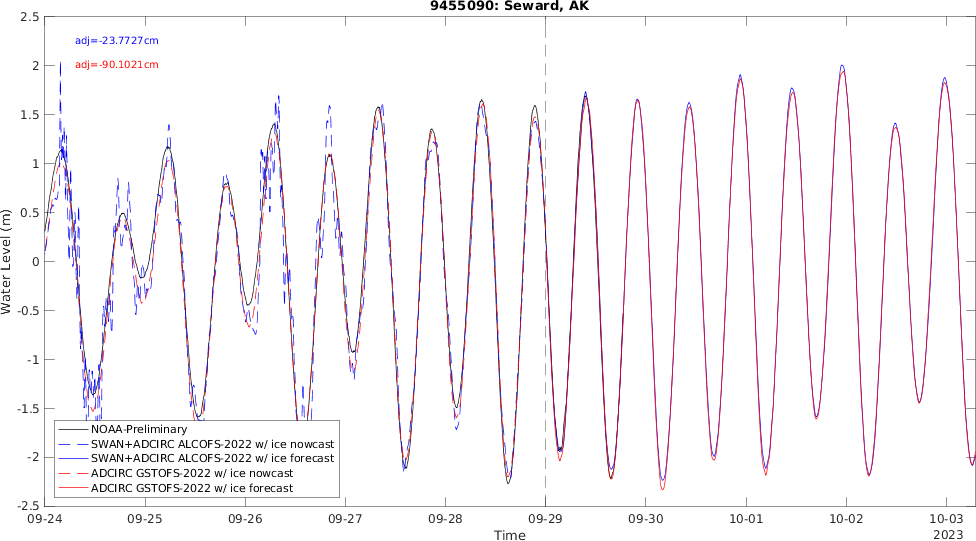 9455090: Seward, AK
adj=-23.7727cm
adj=-90.1021cm
Water Level (m)
2.5
2
1.5
1
0.5
0
-0.5
-1
-1.5
-2
-2.5
NOAA-Preliminary
SWAN+ADCIRC ALCOFS-2022 w/ ice nowcast
SWAN+ADCIRC ALCOFS-2022 w/ ice forecast
ADCIRC GSTOFS-2022 w/ ice nowcast
ADCIRC GSTOFS-2022 w/ ice forecast
09-24 09-25 09-26 09-27 09-28 09-29 09-30 10-01 10-02 10-03
2023
Time